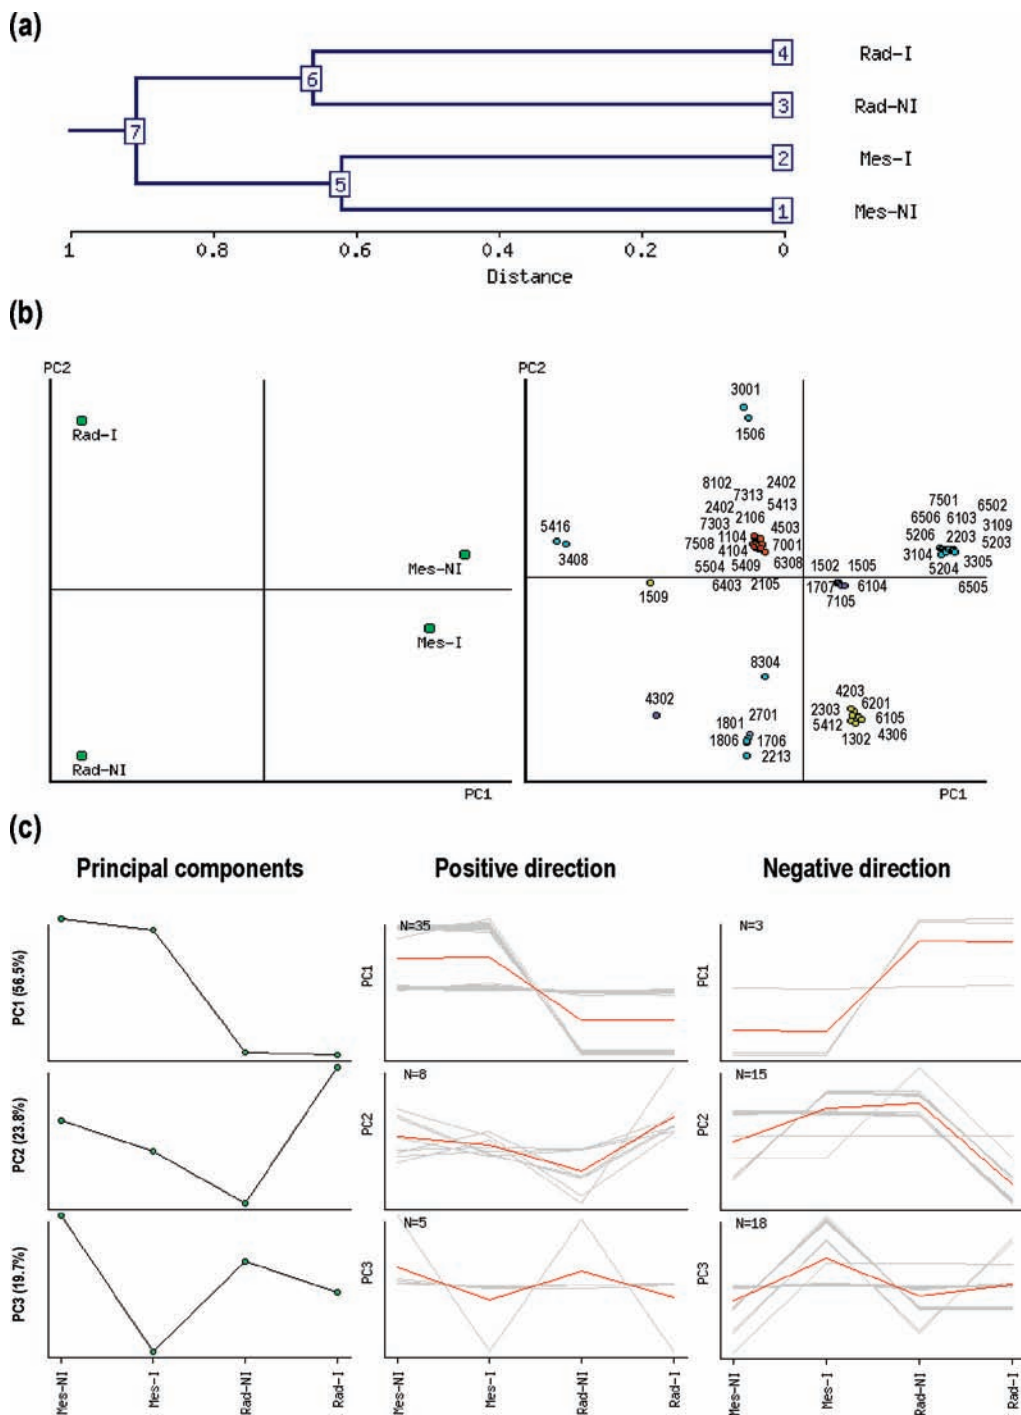 (a)
4 Rad-I
6
3 Rad-NI
7
2 Mes-I
5
1 Mes-NI
1 0.8 0.6 0.4 0.2 0
Distance
(b)
PC2
Rad-I
Mes-NI
Mes-I
Rad-NI
PC1
PC2
3001
1506
8102 2402
7313
2402 5413
7303 2106
1104 4503
7508 7001
4104
5504 5409 6308
6403 2105
5416
3408
1509
7501 6502
6506 6103
3109
5206 2203
5203
3104 3305
5204
6505
1502 1505
1707 6104
7105
8304
4302
2701
1801
1806 1706
2213
4203
2303 6201
5412 6105
1302 4306
PC1
(c)
Principal components Positive direction Negative direction
PC1 (56.5%)
PC1 N=35
PC1 N=3
PC2 (23.8%)
PC2 N=8
PC2 N=15
PC3 (19.7%)
PC3 N=5
PC3 N=18
Mes-NI Mes-I Rad-NI Rad-I
Mes-NI Mes-I Rad-NI Rad-I
Mes-NI Mes-I Rad-NI Rad-I